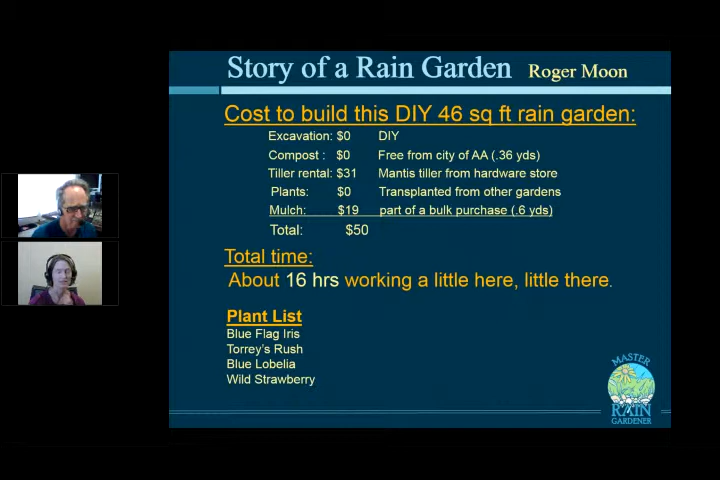 Story of a Rain Garden Roger Moon
Cost to build this DIY 46 sq ft rain garden:
Excavation: $0 DIY
Compost : $0 Free from city of AA (.36 yds)
Tiller rental: $31 Mantis tiller from hardware store
Plants: $0 Transplanted from other gardens
Mulch: $19 part of a bulk purchase (.6 yds)
Total: $50
Total time:
About 16 hrs working a little here, little there.
Plant List
Blue Flag Iris
Torrey's Rush
Blue Lobelia
Wild Strawberry
MASTER
RAIN
GARDENER